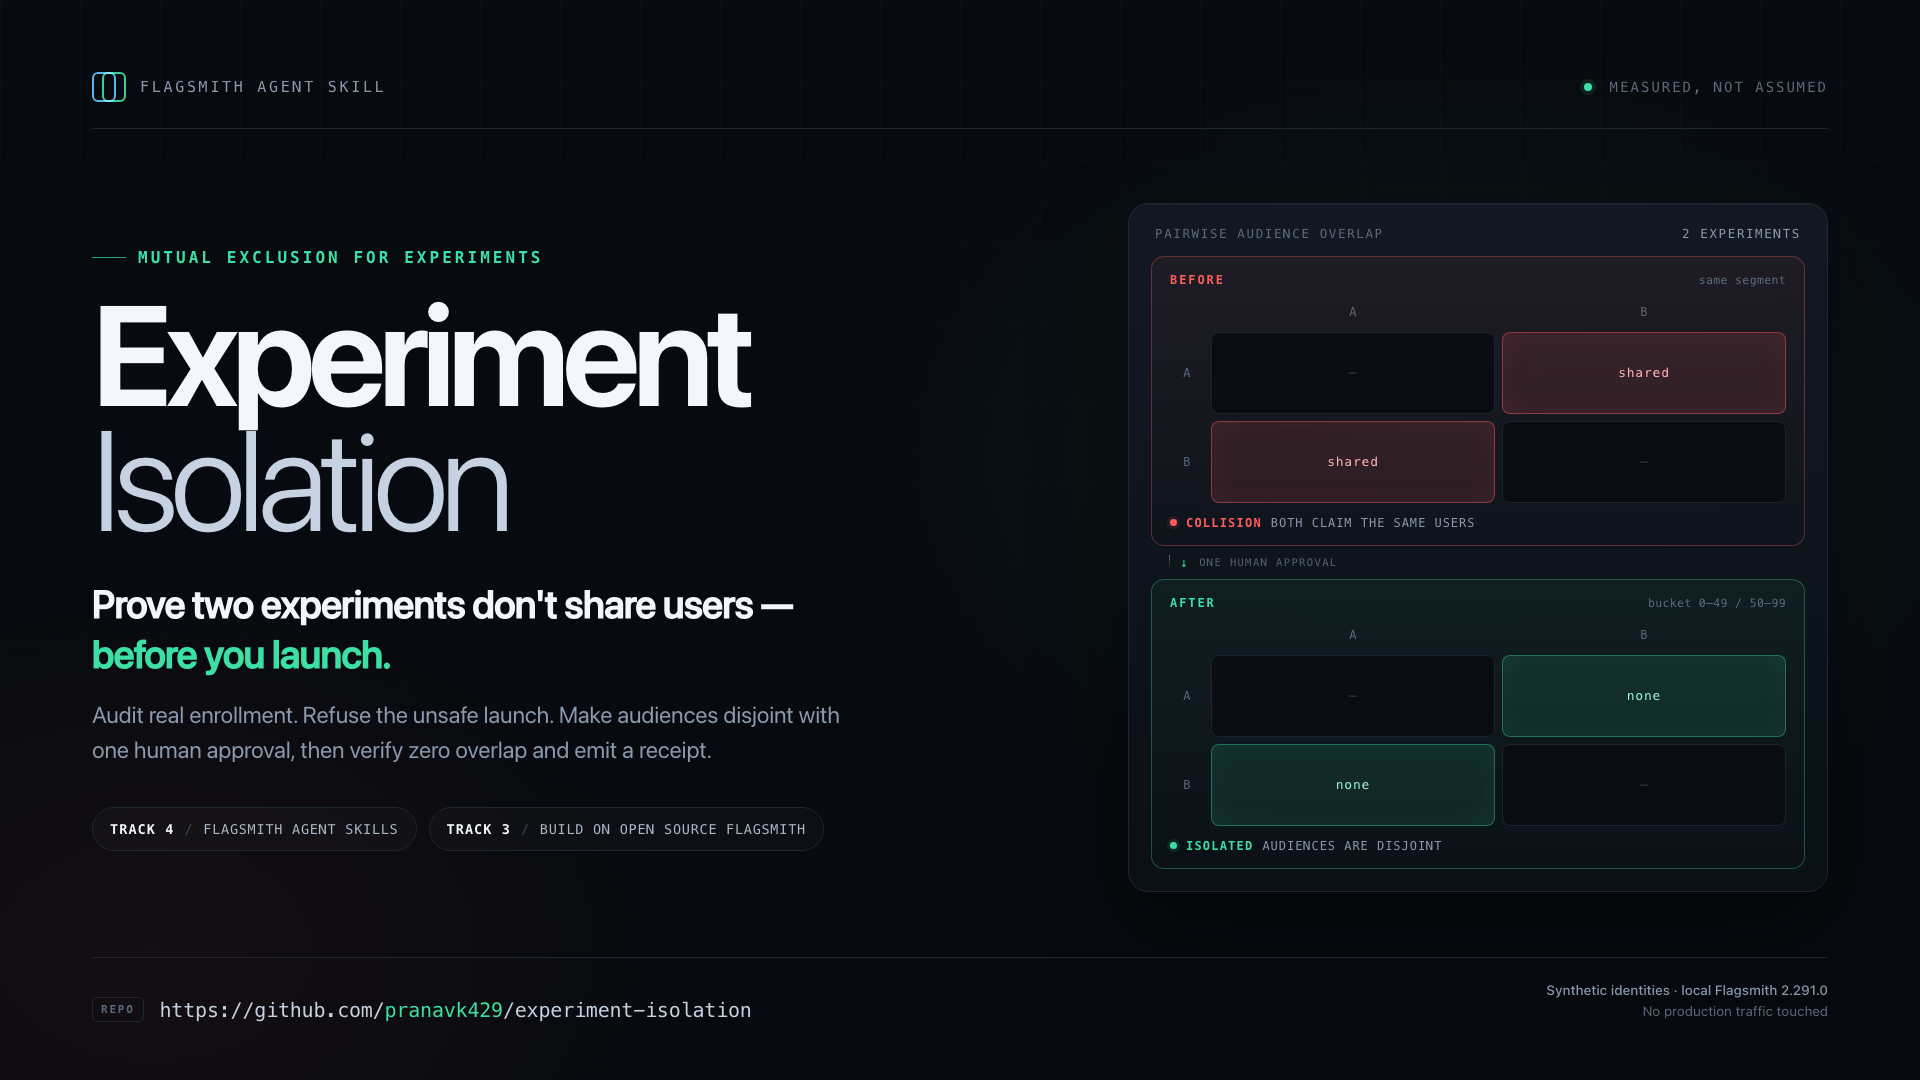 FLAGSMITH AGENT SKILL
MEASURED, NOT ASSUMED
MUTUAL EXCLUSION FOR EXPERIMENTS
Experiment
Isolation
Prove two experiments don't share users —
before you launch.
Audit real enrollment. Refuse the unsafe launch. Make audiences disjoint with
one human approval, then verify zero overlap and emit a receipt.
TRACK 4 / FLAGSMITH AGENT SKILLS
TRACK 3 / BUILD ON OPEN SOURCE FLAGSMITH
PAIRWISE AUDIENCE OVERLAP
2 EXPERIMENTS
BEFORE
same segment
A B
A — shared
B shared —
COLLISION BOTH CLAIM THE SAME USERS
↓ ONE HUMAN APPROVAL
AFTER
bucket 0–49 / 50–99
A B
A — none
B none —
ISOLATED AUDIENCES ARE DISJOINT
REPO https://github.com/pranavk429/experiment-isolation
Synthetic identities · local Flagsmith 2.291.0
No production traffic touched